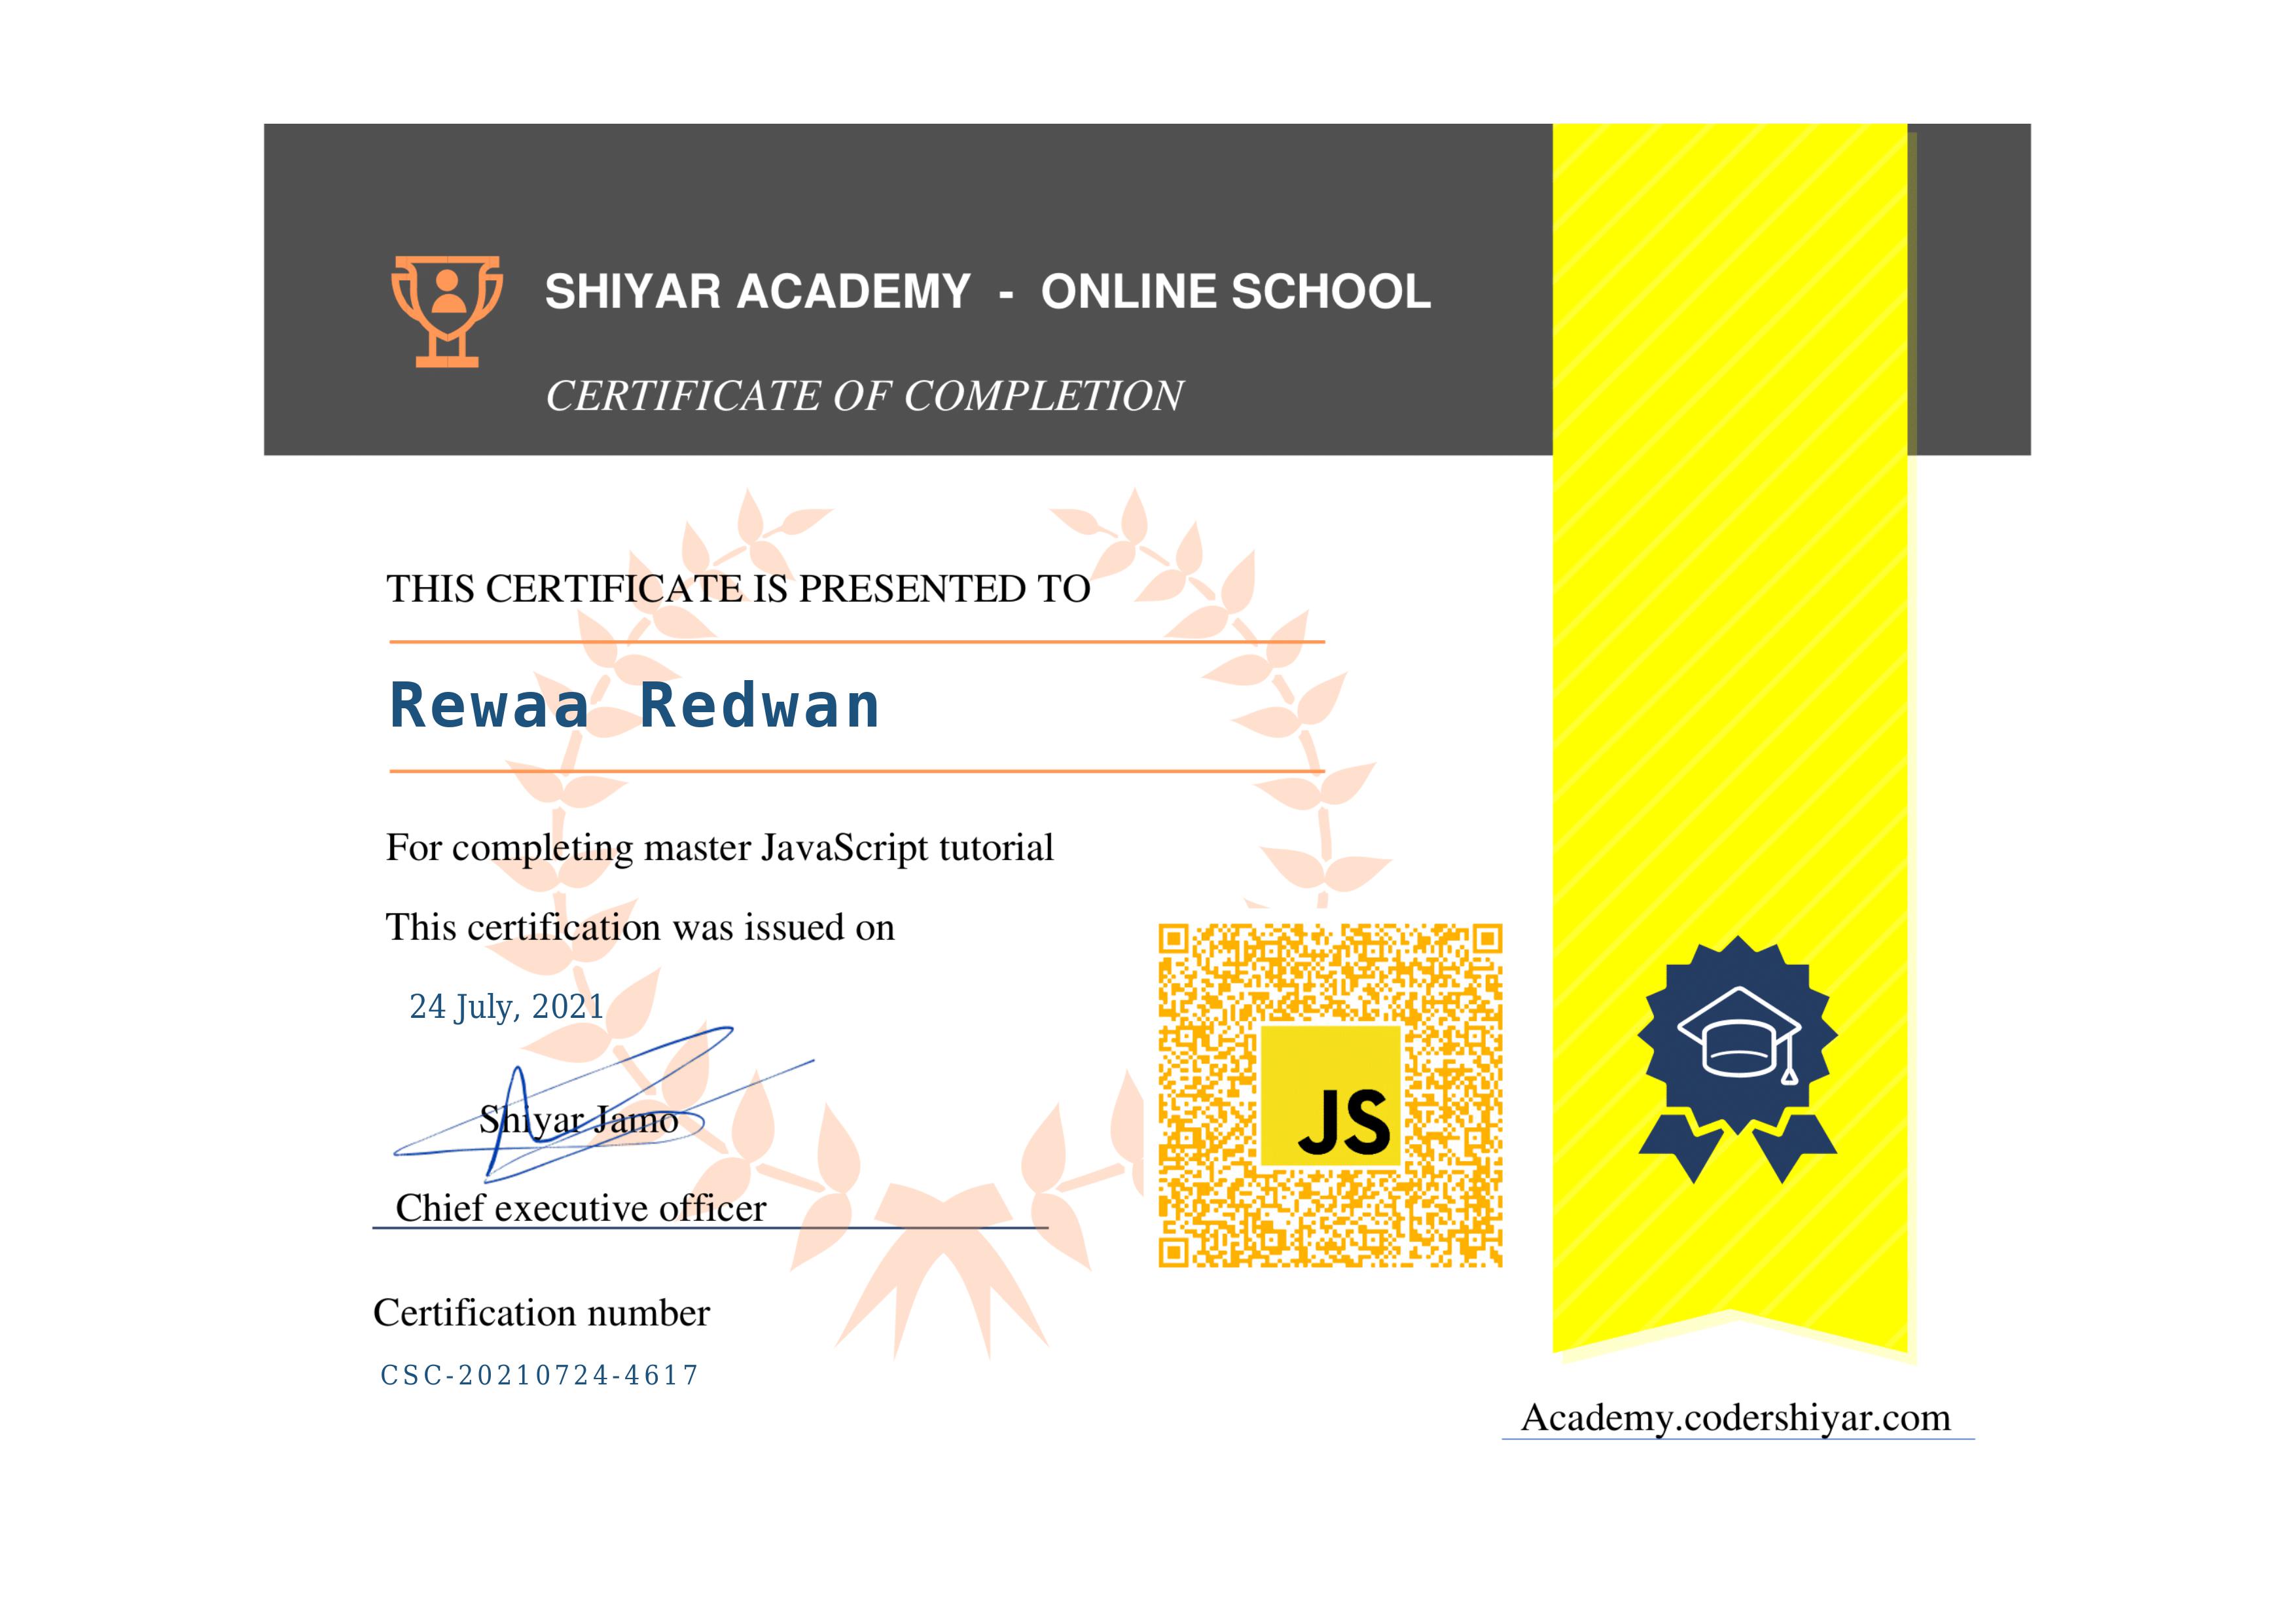 SHIYAR ACADEMY - ONLINE SCHOOL
CERTIFICATE OF COMPLETION
THIS CERTIFICATE IS PRESENTED TO
Rewaa Redwan
For completing master JavaScript tutorial
This certification was issued on
24 July, 2021
Shiyar Jamo
Chief executive officer
JS
Certification number
CSC-20210724-4617
Academy.codershiyar.com